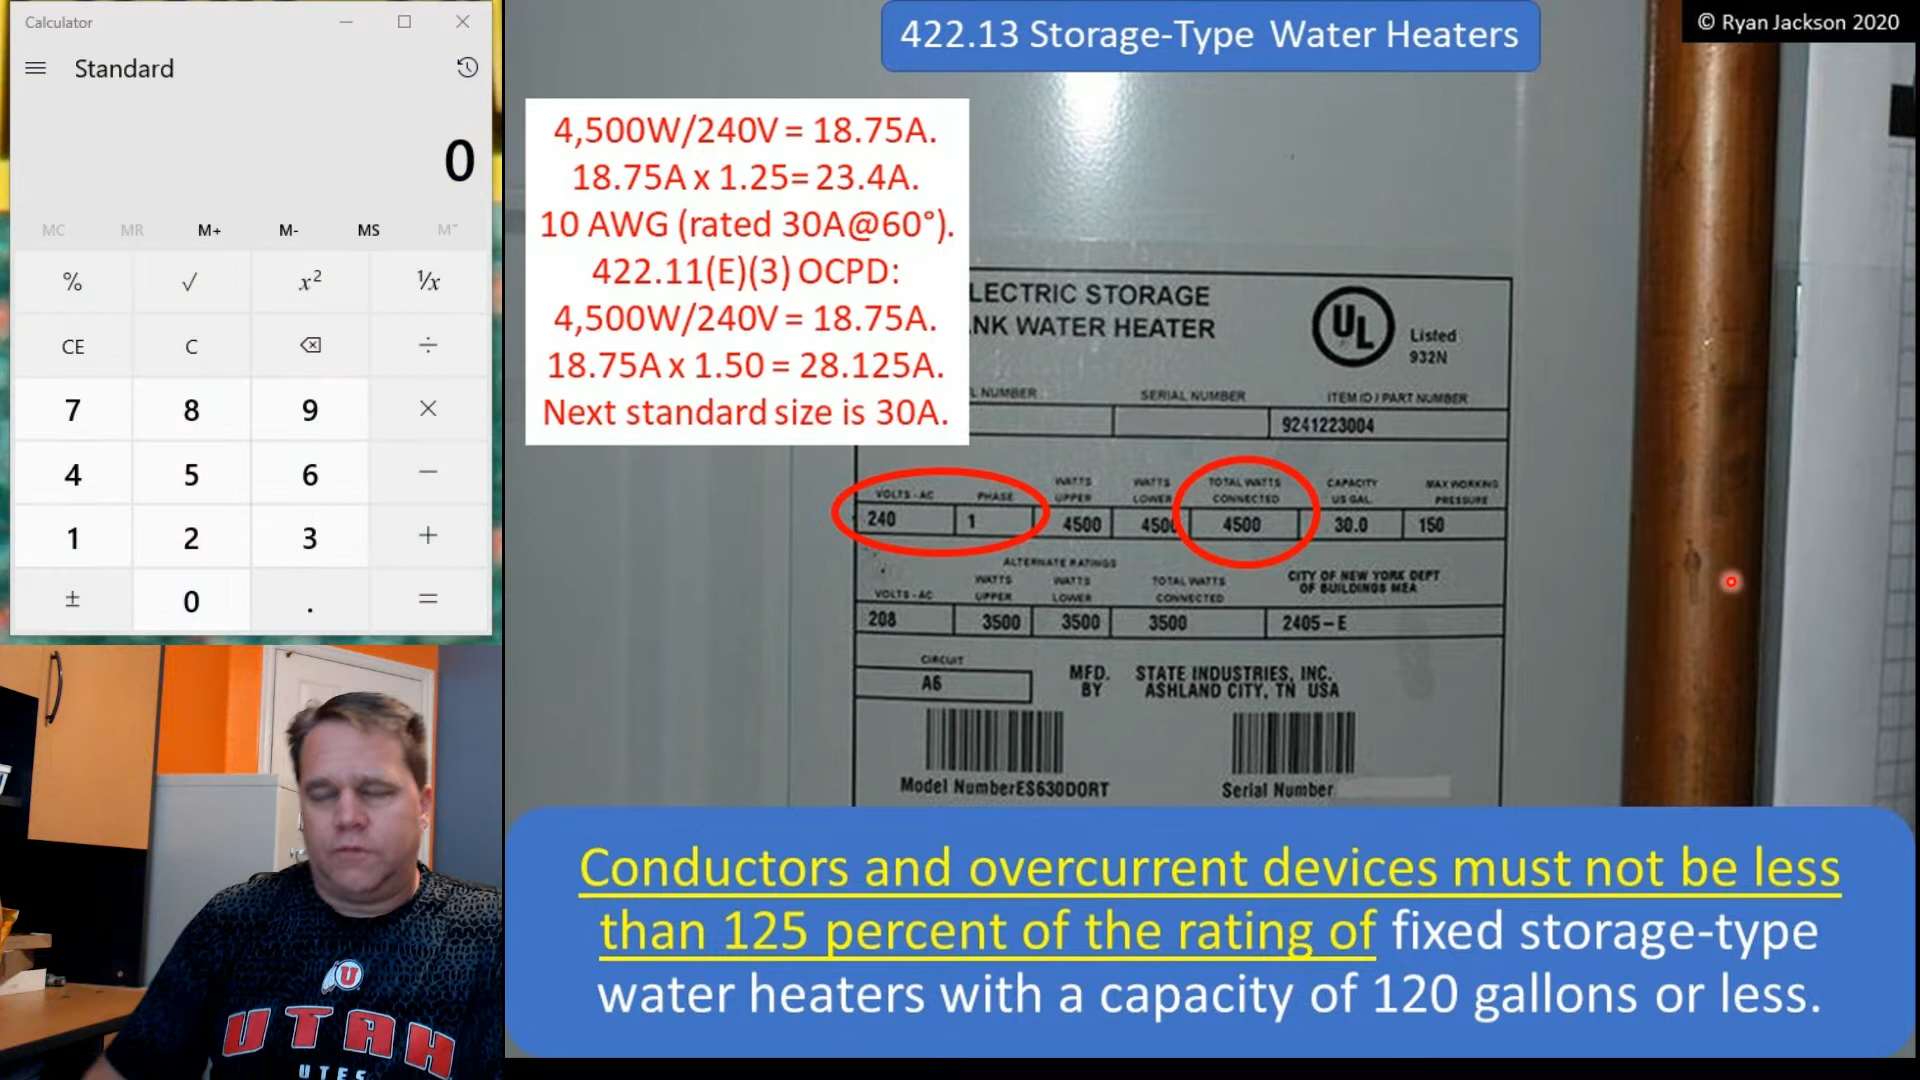 Calculator
Standard
0
MC MR M+ M- MS M˅
% √ x² ¹/x
CE C ÷
7 8 9 ×
4 5 6 −
1 2 3 +
± 0 . =
422.13 Storage-Type Water Heaters
© Ryan Jackson 2020
4,500W/240V = 18.75A.
18.75A x 1.25= 23.4A.
10 AWG (rated 30A@60°).
422.11(E)(3) OCPD:
4,500W/240V = 18.75A.
18.75A x 1.50 = 28.125A.
Next standard size is 30A.
LECTRIC STORAGE
NK WATER HEATER
UL
Listed
932N
L NUMBER SERIAL NUMBER ITEM ID / PART NUMBER
9241223004
VOLTS - AC PHASE WATTS UPPER WATTS LOWER TOTAL WATTS CONNECTED CAPACITY US GAL. MAX WORKING PRESSURE
240 1 4500 450 4500 30.0 150
ALTERNATE RATINGS
VOLTS - AC WATTS UPPER WATTS LOWER TOTAL WATTS CONNECTED CITY OF NEW YORK DEPT OF BUILDINGS MEA
208 3500 3500 3500 2405-E
CIRCUIT
A6
MFD. BY STATE INDUSTRIES, INC.
ASHLAND CITY, TN USA
Model NumberES630DORT Serial Number
Conductors and overcurrent devices must not be less
than 125 percent of the rating of fixed storage-type
water heaters with a capacity of 120 gallons or less.
U
UTAH
UTES